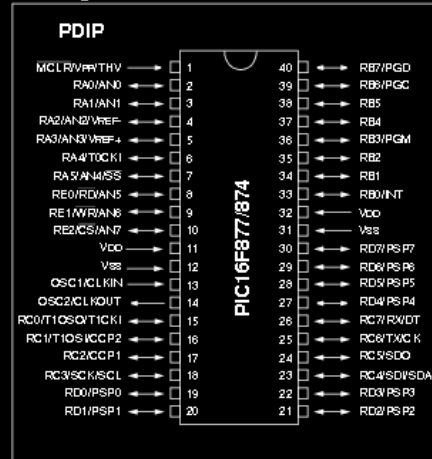 PDIP
MCLR/VPP/THV 1 40 RB7/PGD
RA0/AN0 2 39 RB6/PGC
RA1/AN1 3 38 RB5
RA2/AN2/VREF- 4 37 RB4
RA3/AN3/VREF+ 5 36 RB3/PGM
RA4/T0CKI 6 35 RB2
RA5/AN4/SS 7 34 RB1
RE0/RD/AN5 8 33 RB0/INT
RE1/WR/AN6 9 32 VDD
RE2/CS/AN7 10 31 VSS
VDD 11 30 RD7/PSP7
VSS 12 29 RD6/PSP6
OSC1/CLKIN 13 28 RD5/PSP5
OSC2/CLKOUT 14 27 RD4/PSP4
RC0/T1OSO/T1CKI 15 26 RC7/RX/DT
RC1/T1OSI/CCP2 16 25 RC6/TX/CK
RC2/CCP1 17 24 RC5/SDO
RC3/SCK/SCL 18 23 RC4/SDI/SDA
RD0/PSP0 19 22 RD3/PSP3
RD1/PSP1 20 21 RD2/PSP2
PIC16F877/874